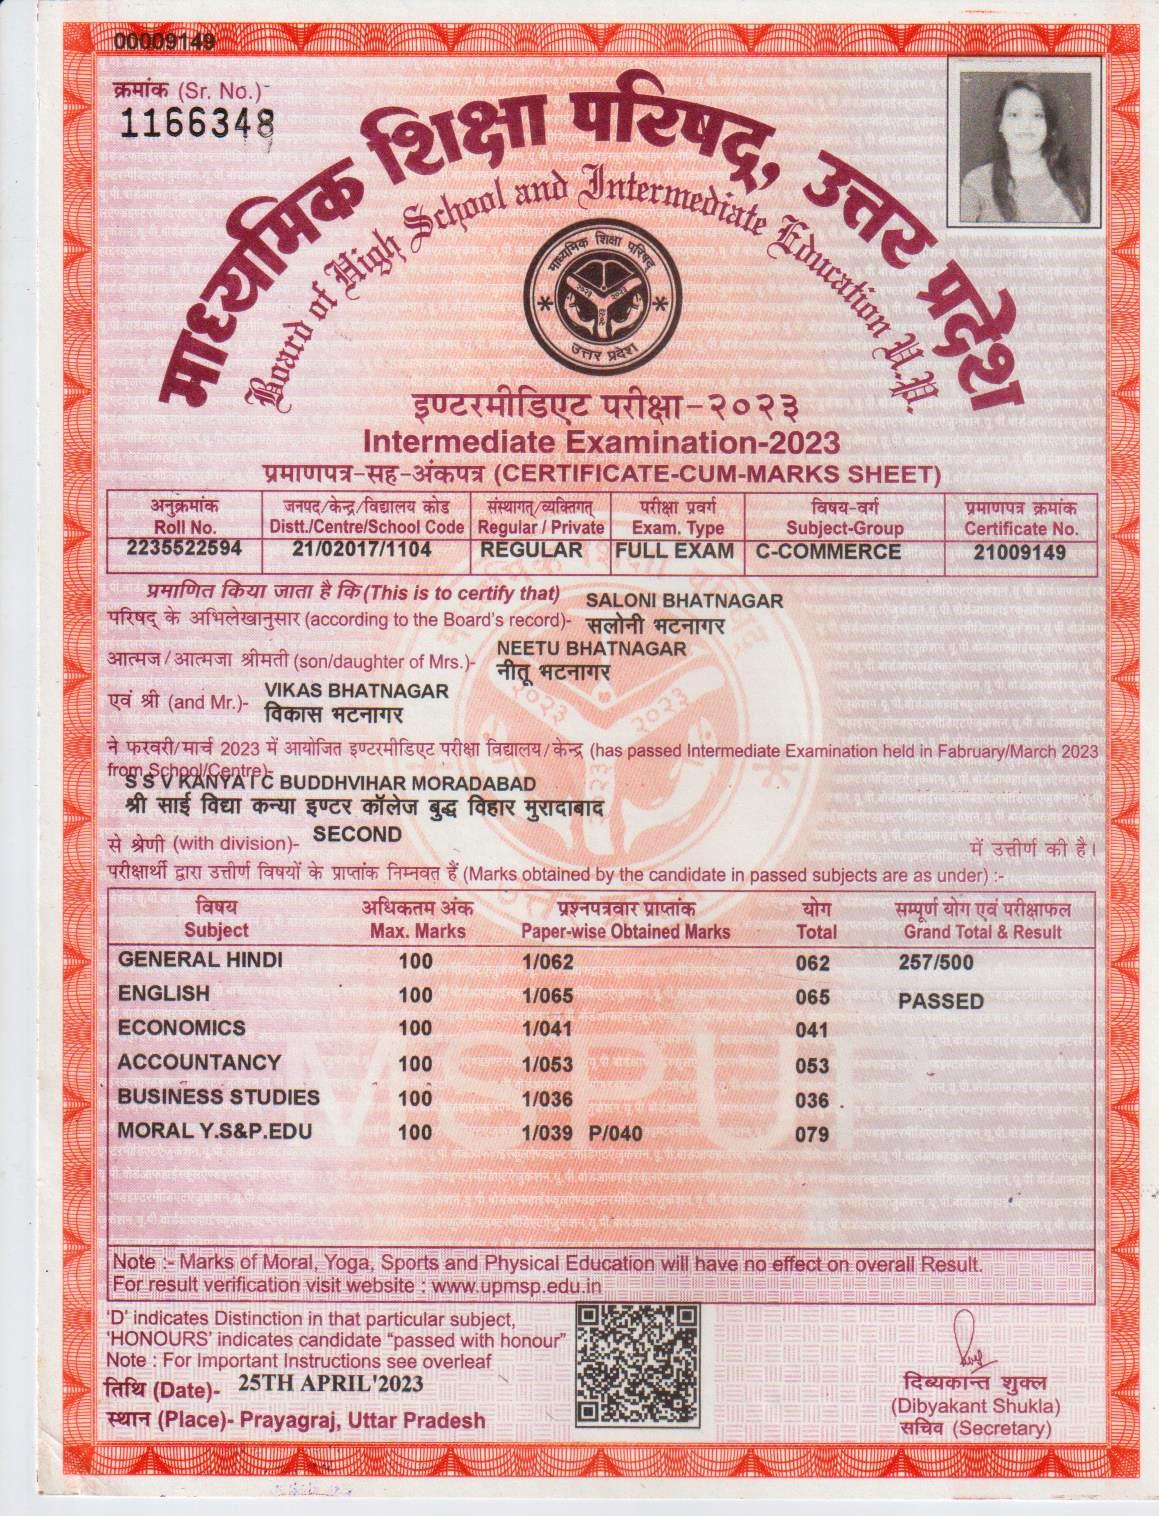 00009149
क्रमांक (Sr. No.)-
1166348
माध्यमिक शिक्षा परिषद्, उत्तर प्रदेश
Board of High School and Intermediate Education U.P.
माध्यमिक शिक्षा परिषद्
२०२३ २०२३
२०२३
उत्तर प्रदेश
इण्टरमीडिएट परीक्षा-२०२३
Intermediate Examination-2023
प्रमाणपत्र-सह-अंकपत्र (CERTIFICATE-CUM-MARKS SHEET)
अनुक्रमांक जनपद/केन्द्र/विद्यालय कोड संस्थागत्/व्यक्तिगत् परीक्षा प्रवर्ग विषय-वर्ग प्रमाणपत्र क्रमांक
Roll No. Distt./Centre/School Code Regular / Private Exam. Type Subject-Group Certificate No.
2235522594 21/02017/1104 REGULAR FULL EXAM C-COMMERCE 21009149
प्रमाणित किया जाता है कि(This is to certify that) SALONI BHATNAGAR
परिषद् के अभिलेखानुसार (according to the Board's record)- सलोनी भटनागर
NEETU BHATNAGAR
आत्मज/आत्मजा श्रीमती (son/daughter of Mrs.)- नीतू भटनागर
VIKAS BHATNAGAR
एवं श्री (and Mr.)- विकास भटनागर
ने फरवरी/मार्च 2023 में आयोजित इण्टरमीडिएट परीक्षा विद्यालय/केन्द्र (has passed Intermediate Examination held in Fabruary/March 2023
from School/Centre)-
S S V KANYA I C BUDDHVIHAR MORADABAD
श्री साई विद्या कन्या इण्टर कॉलेज बुद्ध विहार मुरादाबाद
से श्रेणी (with division)- SECOND में उत्तीर्ण की है।
परीक्षार्थी द्वारा उत्तीर्ण विषयों के प्राप्तांक निम्नवत हैं (Marks obtained by the candidate in passed subjects are as under) :-
विषय अधिकतम अंक प्रश्नपत्रवार प्राप्तांक योग सम्पूर्ण योग एवं परीक्षाफल
Subject Max. Marks Paper-wise Obtained Marks Total Grand Total & Result
GENERAL HINDI 100 1/062 062 257/500
ENGLISH 100 1/065 065 PASSED
ECONOMICS 100 1/041 041
ACCOUNTANCY 100 1/053 053
BUSINESS STUDIES 100 1/036 036
MORAL Y.S&P.EDU 100 1/039 P/040 079
Note :- Marks of Moral, Yoga, Sports and Physical Education will have no effect on overall Result.
For result verification visit website : www.upmsp.edu.in
'D' indicates Distinction in that particular subject,
'HONOURS' indicates candidate "passed with honour"
Note : For Important Instructions see overleaf
तिथि (Date)- 25TH APRIL'2023
स्थान (Place)- Prayagraj, Uttar Pradesh
दिब्यकान्त शुक्ल
(Dibyakant Shukla)
सचिव (Secretary)